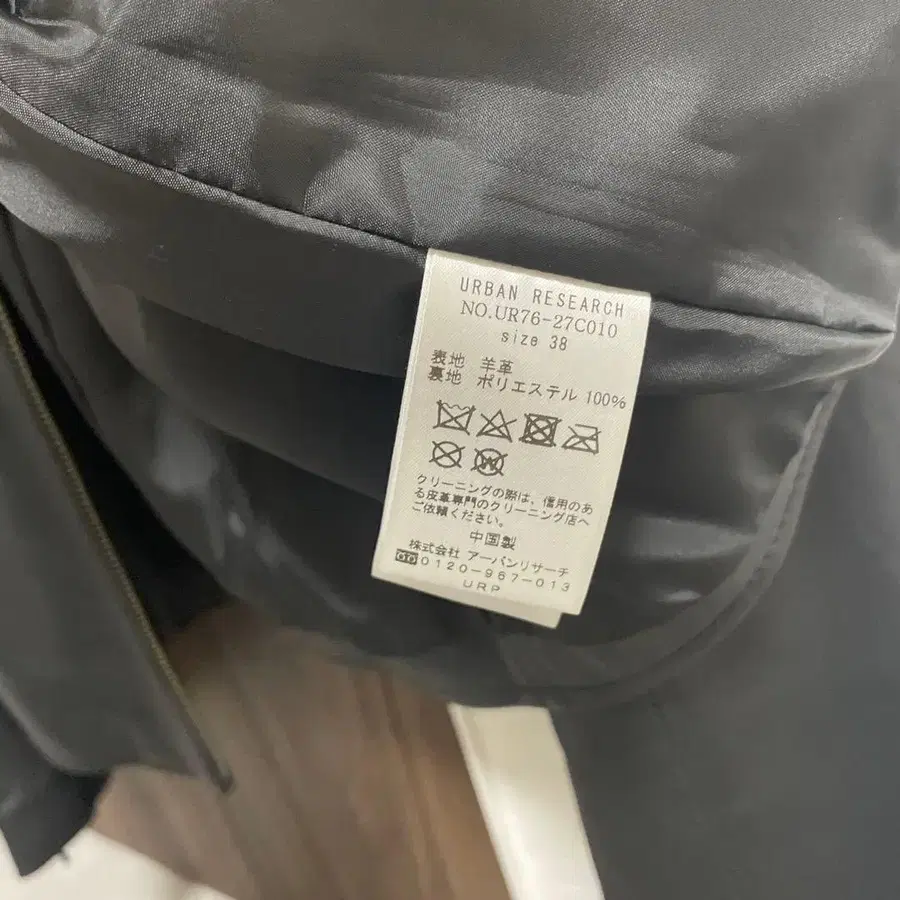 URBAN RESEARCH
NO.UR76-27C010
size 38
表地 羊革
裏地 ポリエステル 100%
クリーニングの際は、信用のあ
る皮革専門のクリーニング店へ
ご依頼ください。
中国製
株式会社 アーバンリサーチ
0120-967-013
URP